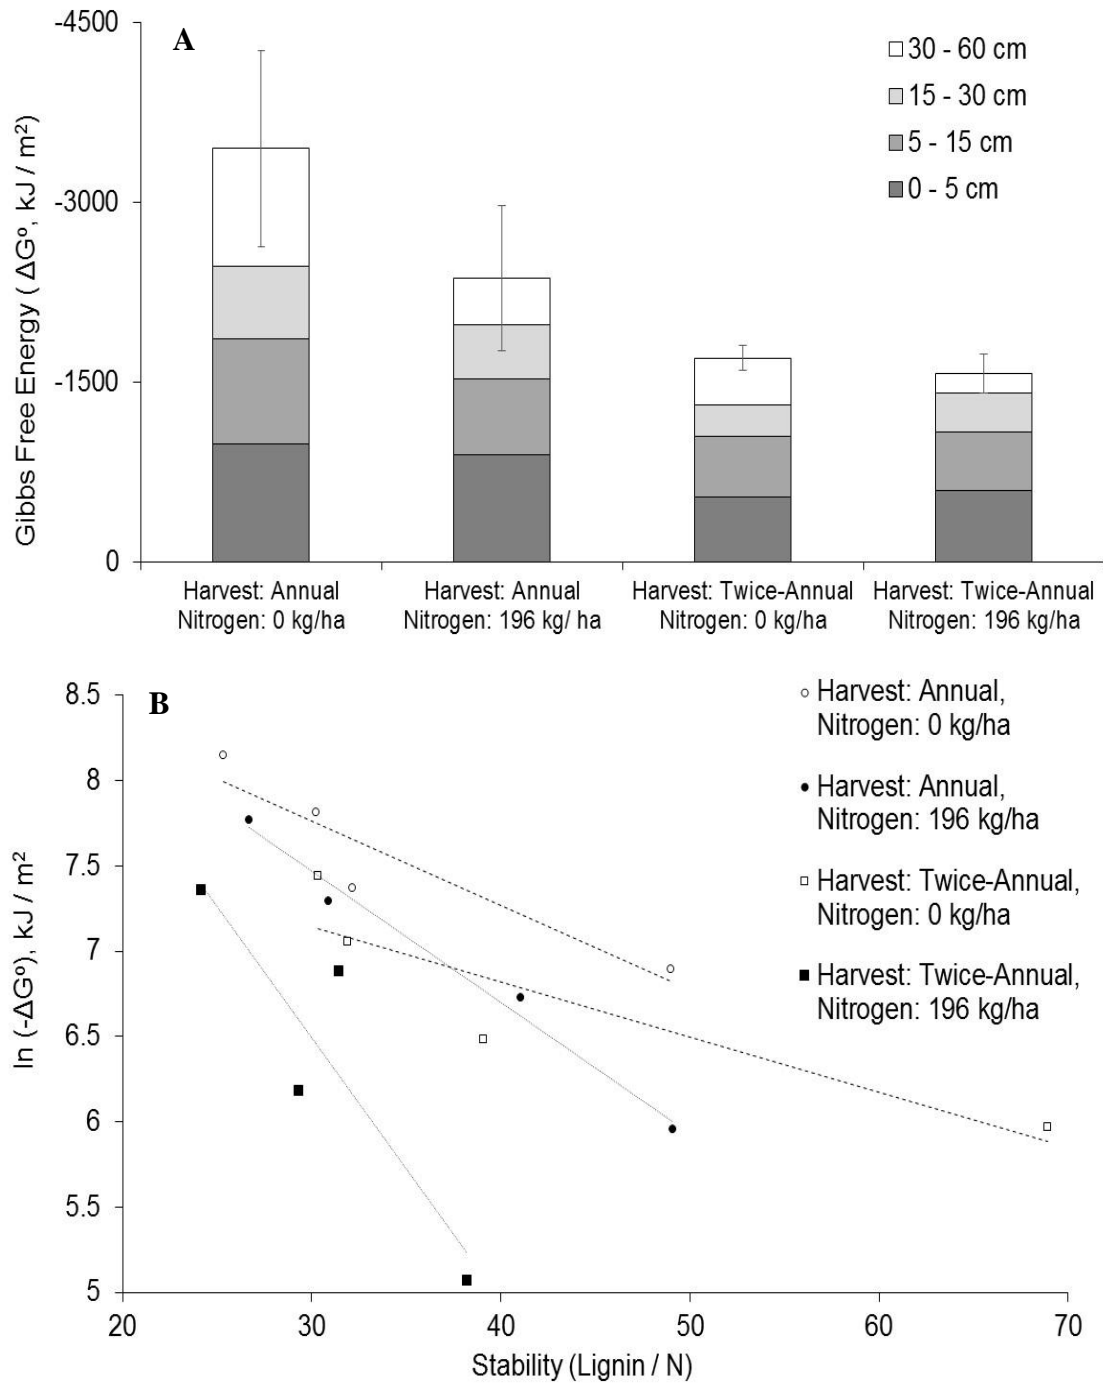 A
-4500
-3000
-1500
0
Gibbs Free Energy ( ΔGº, kJ / m²)
30 - 60 cm
15 - 30 cm
5 - 15 cm
0 - 5 cm
Harvest: Annual
Nitrogen: 0 kg/ha
Harvest: Annual
Nitrogen: 196 kg/ ha
Harvest: Twice-Annual
Nitrogen: 0 kg/ha
Harvest: Twice-Annual
Nitrogen: 196 kg/ha
B
8.5
8
7.5
7
6.5
6
5.5
5
ln (-ΔGº), kJ / m²
Harvest: Annual,
Nitrogen: 0 kg/ha
Harvest: Annual,
Nitrogen: 196 kg/ha
Harvest: Twice-Annual,
Nitrogen: 0 kg/ha
Harvest: Twice-Annual,
Nitrogen: 196 kg/ha
20 30 40 50 60 70
Stability (Lignin / N)